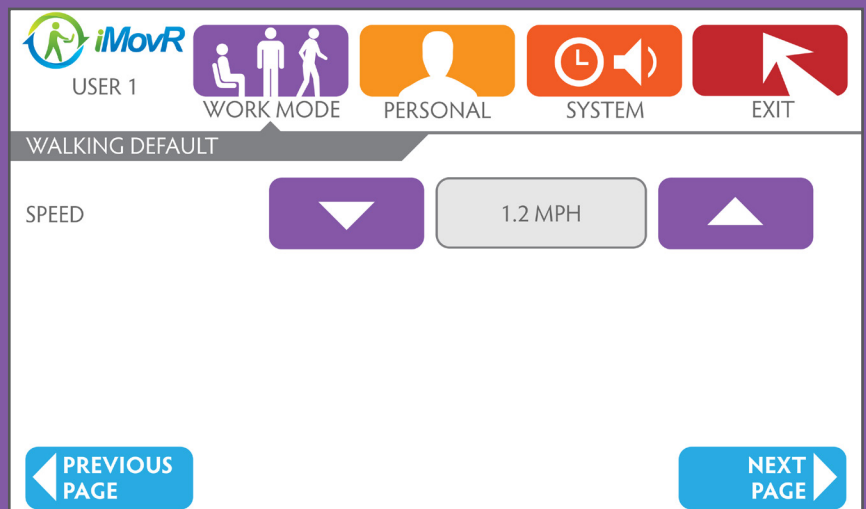 iMovR
USER 1
WORK MODE
PERSONAL
SYSTEM
EXIT
WALKING DEFAULT
SPEED
1.2 MPH
PREVIOUS
PAGE
NEXT
PAGE